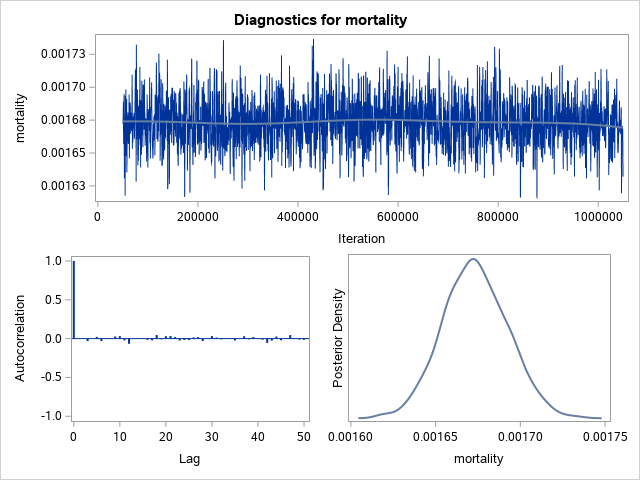 Diagnostics for mortality
mortality
0.00173
0.00170
0.00168
0.00165
0.00163
0 200000 400000 600000 800000 1000000
Iteration
Autocorrelation
1.0
0.5
0.0
-0.5
-1.0
0 10 20 30 40 50
Lag
Posterior Density
0.00160 0.00165 0.00170 0.00175
mortality